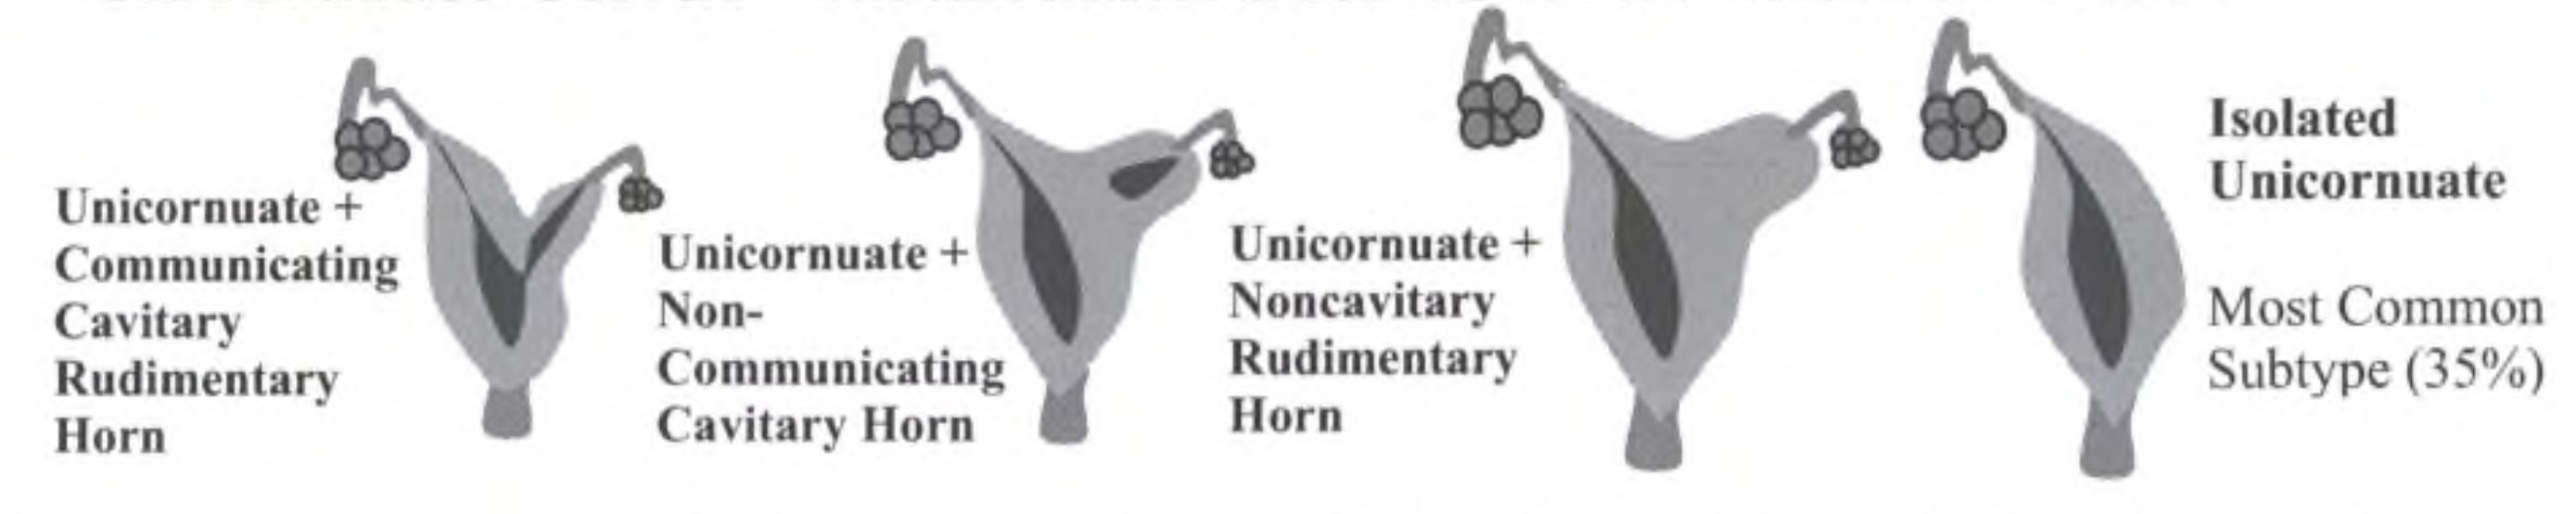 Unicornuate +
Communicating
Cavitary
Rudimentary
Horn
Unicornuate +
Non-
Communicating
Cavitary Horn
Unicornuate +
Noncavitary
Rudimentary
Horn
Isolated
Unicornuate
Most Common
Subtype (35%)